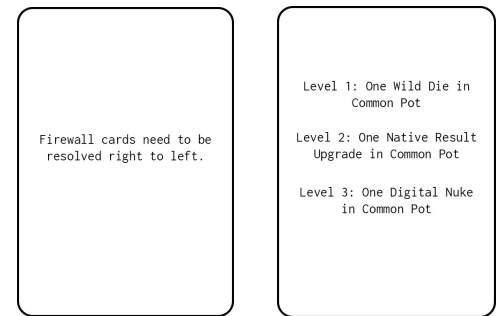 Firewall cards need to be
resolved right to left.
Level 1: One Wild Die in
Common Pot
Level 2: One Native Result
Upgrade in Common Pot
Level 3: One Digital Nuke
in Common Pot